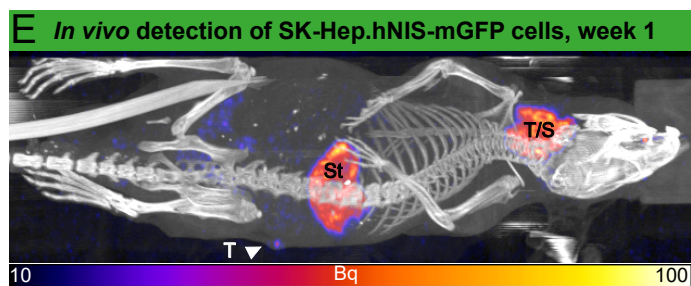 E In vivo detection of SK-Hep.hNIS-mGFP cells, week 1
T/S
St
T
10 Bq 100